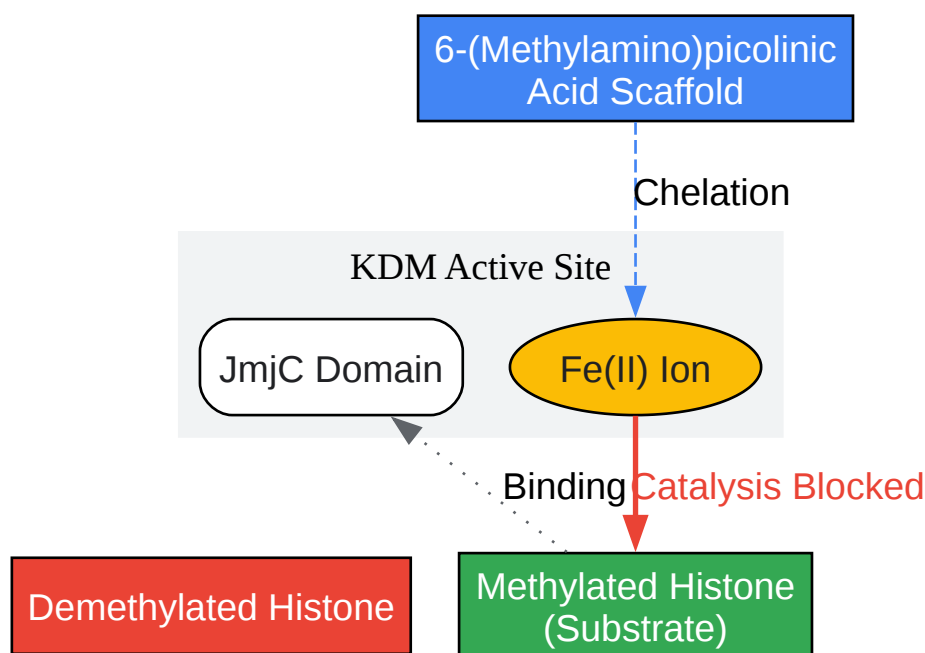 6-(Methylamino)picolinic
Acid Scaffold
Chelation
KDM Active Site
JmjC Domain
Fe(II) Ion
Binding
Catalysis Blocked
Demethylated Histone
Methylated Histone
(Substrate)